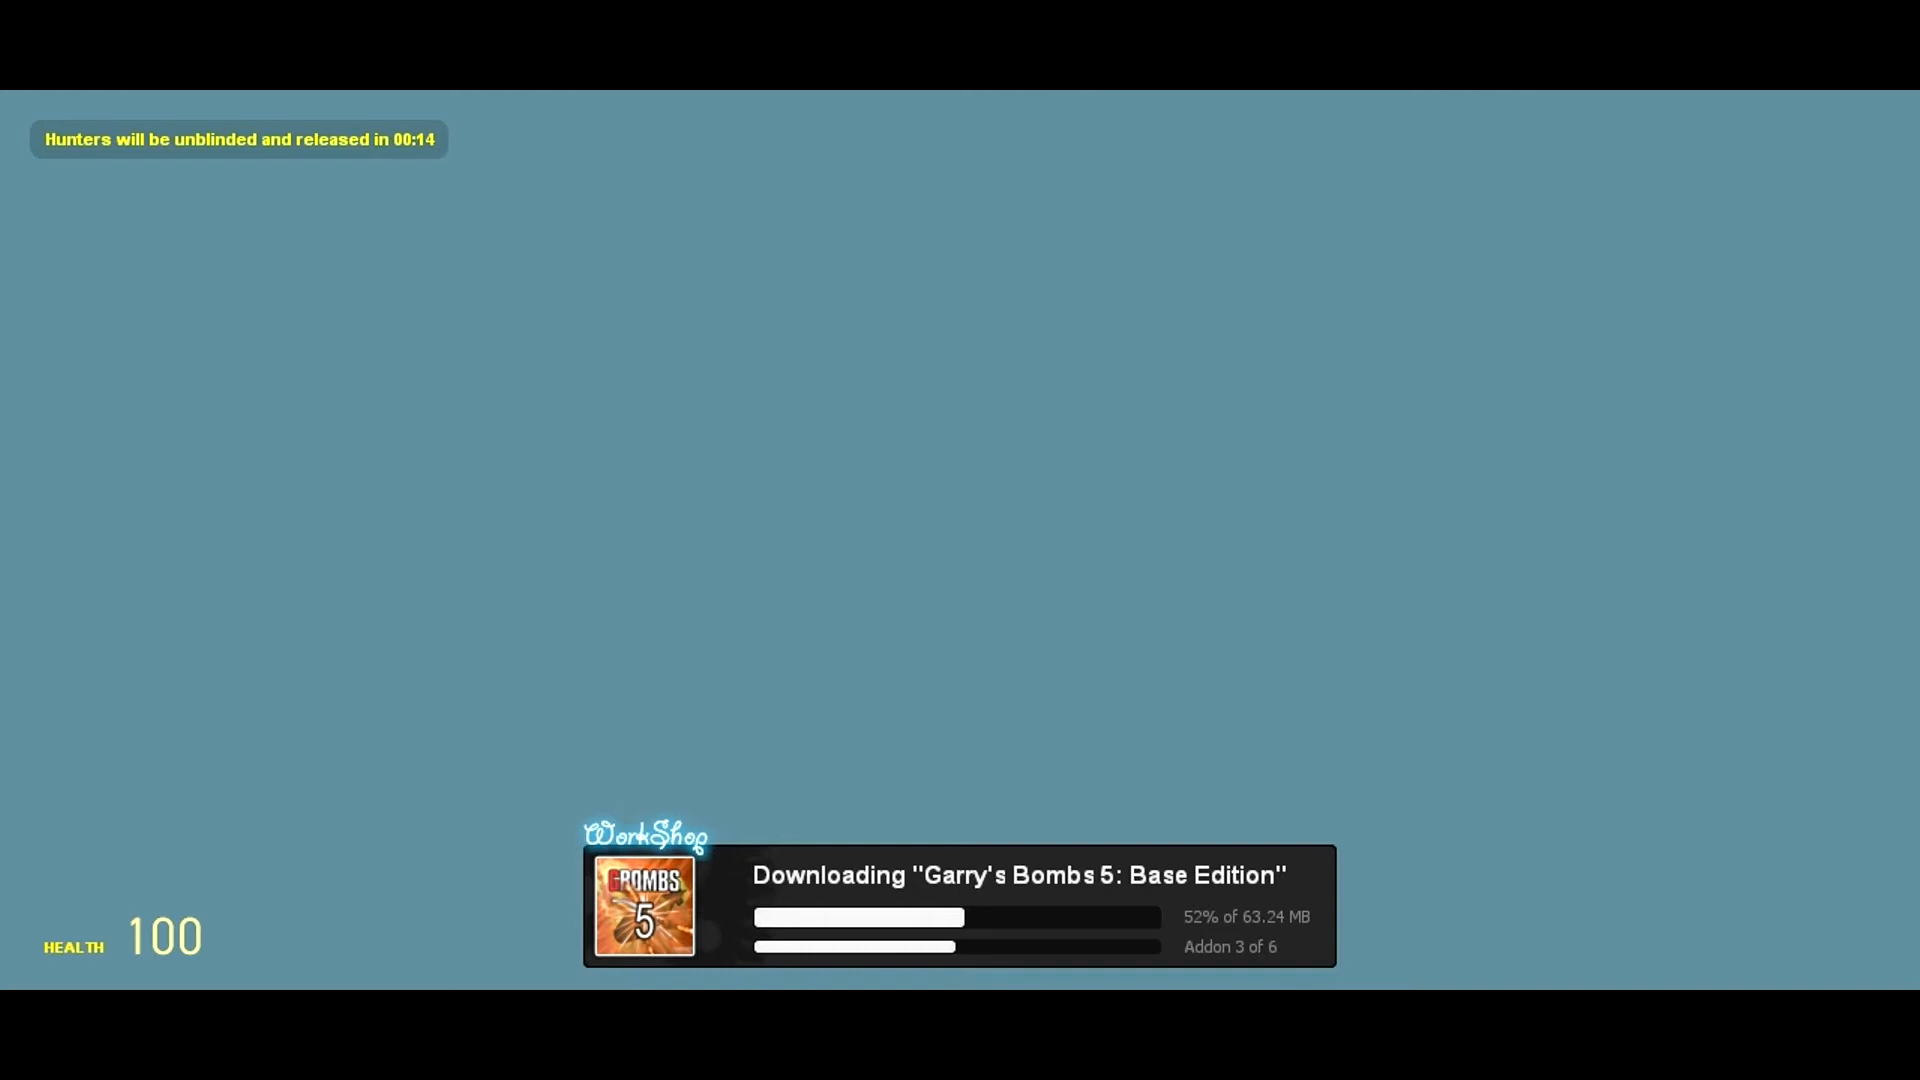 Hunters will be unblinded and released in 00:14
WorkShop
GBOMBS
5
Downloading "Garry's Bombs 5: Base Edition"
52% of 63.24 MB
Addon 3 of 6
HEALTH 100